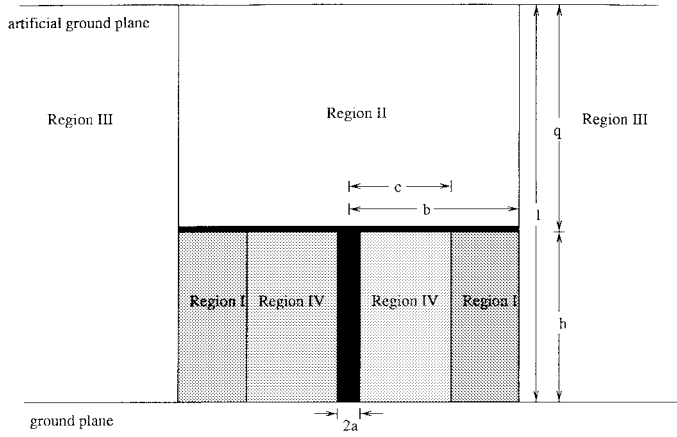 artificial ground plane
Region III
Region II
Region III
q
c
b
l
Region I
Region IV
Region IV
Region I
h
ground plane
2a